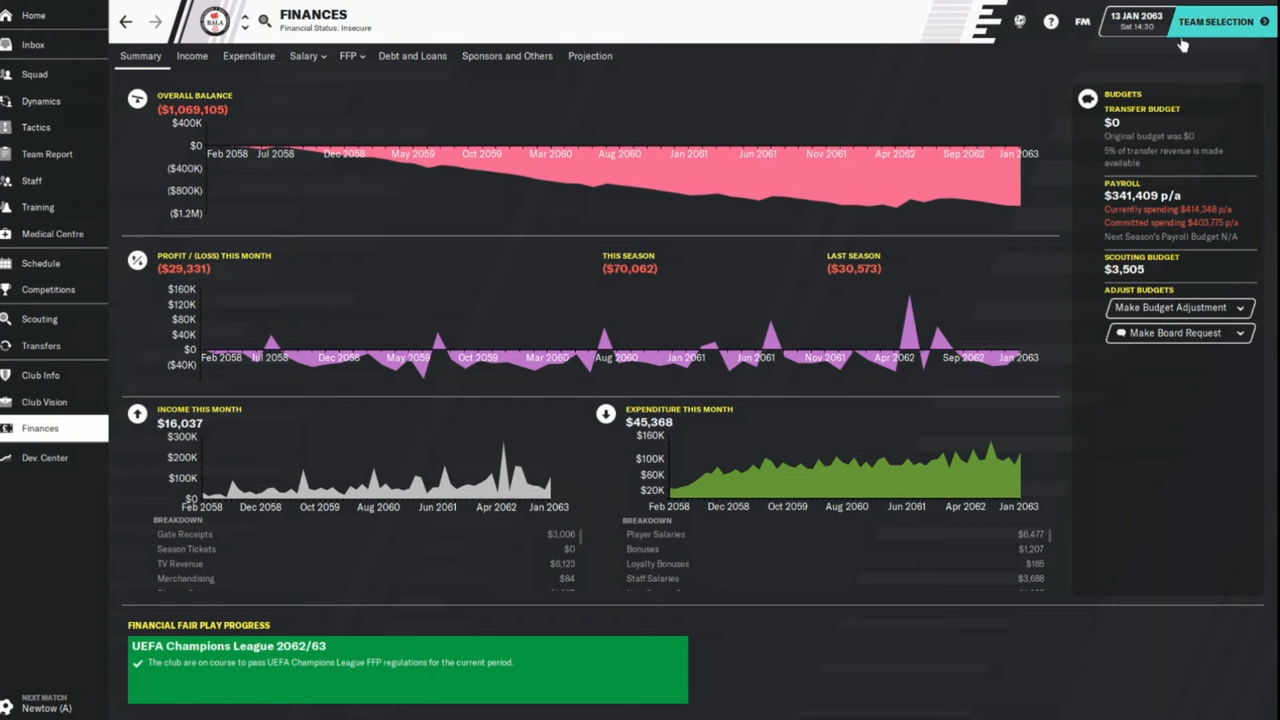 Home
Inbox
Squad
Dynamics
Tactics
Team Report
Staff
Training
Medical Centre
Schedule
Competitions
Scouting
Transfers
Club Info
Club Vision
Finances
Dev. Center
NEXT MATCH
Newtow (A)
BALA
FINANCES
Financial Status: Insecure
FM
13 JAN 2063
Sat 14:30
TEAM SELECTION
Summary Income Expenditure Salary FFP Debt and Loans Sponsors and Others Projection
OVERALL BALANCE
($1,069,105)
$400K
$0
($400K)
($800K)
($1.2M)
Feb 2058 Jul 2058 Dec 2058 May 2059 Oct 2059 Mar 2060 Aug 2060 Jan 2061 Jun 2061 Nov 2061 Apr 2062 Sep 2062 Jan 2063
PROFIT / (LOSS) THIS MONTH
($29,331)
THIS SEASON
($70,062)
LAST SEASON
($30,573)
$160K
$120K
$80K
$40K
$0
($40K)
Feb 2058 Jul 2058 Dec 2058 May 2059 Oct 2059 Mar 2060 Aug 2060 Jan 2061 Jun 2061 Nov 2061 Apr 2062 Sep 2062 Jan 2063
INCOME THIS MONTH
$16,037
$300K
$200K
$100K
$0
Feb 2058 Dec 2058 Oct 2059 Aug 2060 Jun 2061 Apr 2062 Jan 2063
BREAKDOWN
Gate Receipts $3,006
Season Tickets $0
TV Revenue $6,123
Merchandising $84
EXPENDITURE THIS MONTH
$45,368
$160K
$100K
$60K
$20K
Feb 2058 Dec 2058 Oct 2059 Aug 2060 Jun 2061 Apr 2062 Jan 2063
BREAKDOWN
Player Salaries $6,477
Bonuses $1,207
Loyalty Bonuses $185
Staff Salaries $3,688
FINANCIAL FAIR PLAY PROGRESS
UEFA Champions League 2062/63
The club are on course to pass UEFA Champions League FFP regulations for the current period.
BUDGETS
TRANSFER BUDGET
$0
Original budget was $0
5% of transfer revenue is made
available
PAYROLL
$341,409 p/a
Currently spending $414,348 p/a
Committed spending $403,775 p/a
Next Season's Payroll Budget N/A
SCOUTING BUDGET
$3,505
ADJUST BUDGETS
Make Budget Adjustment
Make Board Request